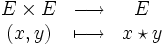 E × E ⟶ E
(x, y) ⟼ x ⋆ y